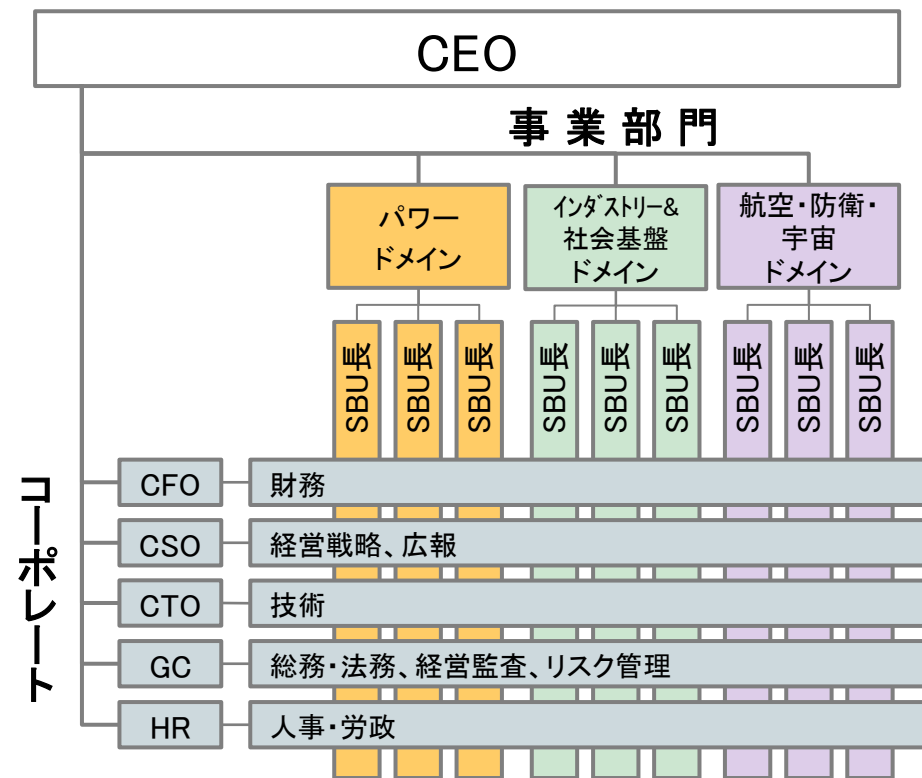 CEO
事業部門
パワー
ドメイン
インダストリー&
社会基盤
ドメイン
航空・防衛・
宇宙
ドメイン
SBU長
SBU長
SBU長
SBU長
SBU長
SBU長
SBU長
SBU長
SBU長
コーポレート
CFO
財務
CSO
経営戦略、広報
CTO
技術
GC
総務・法務、経営監査、リスク管理
HR
人事・労政